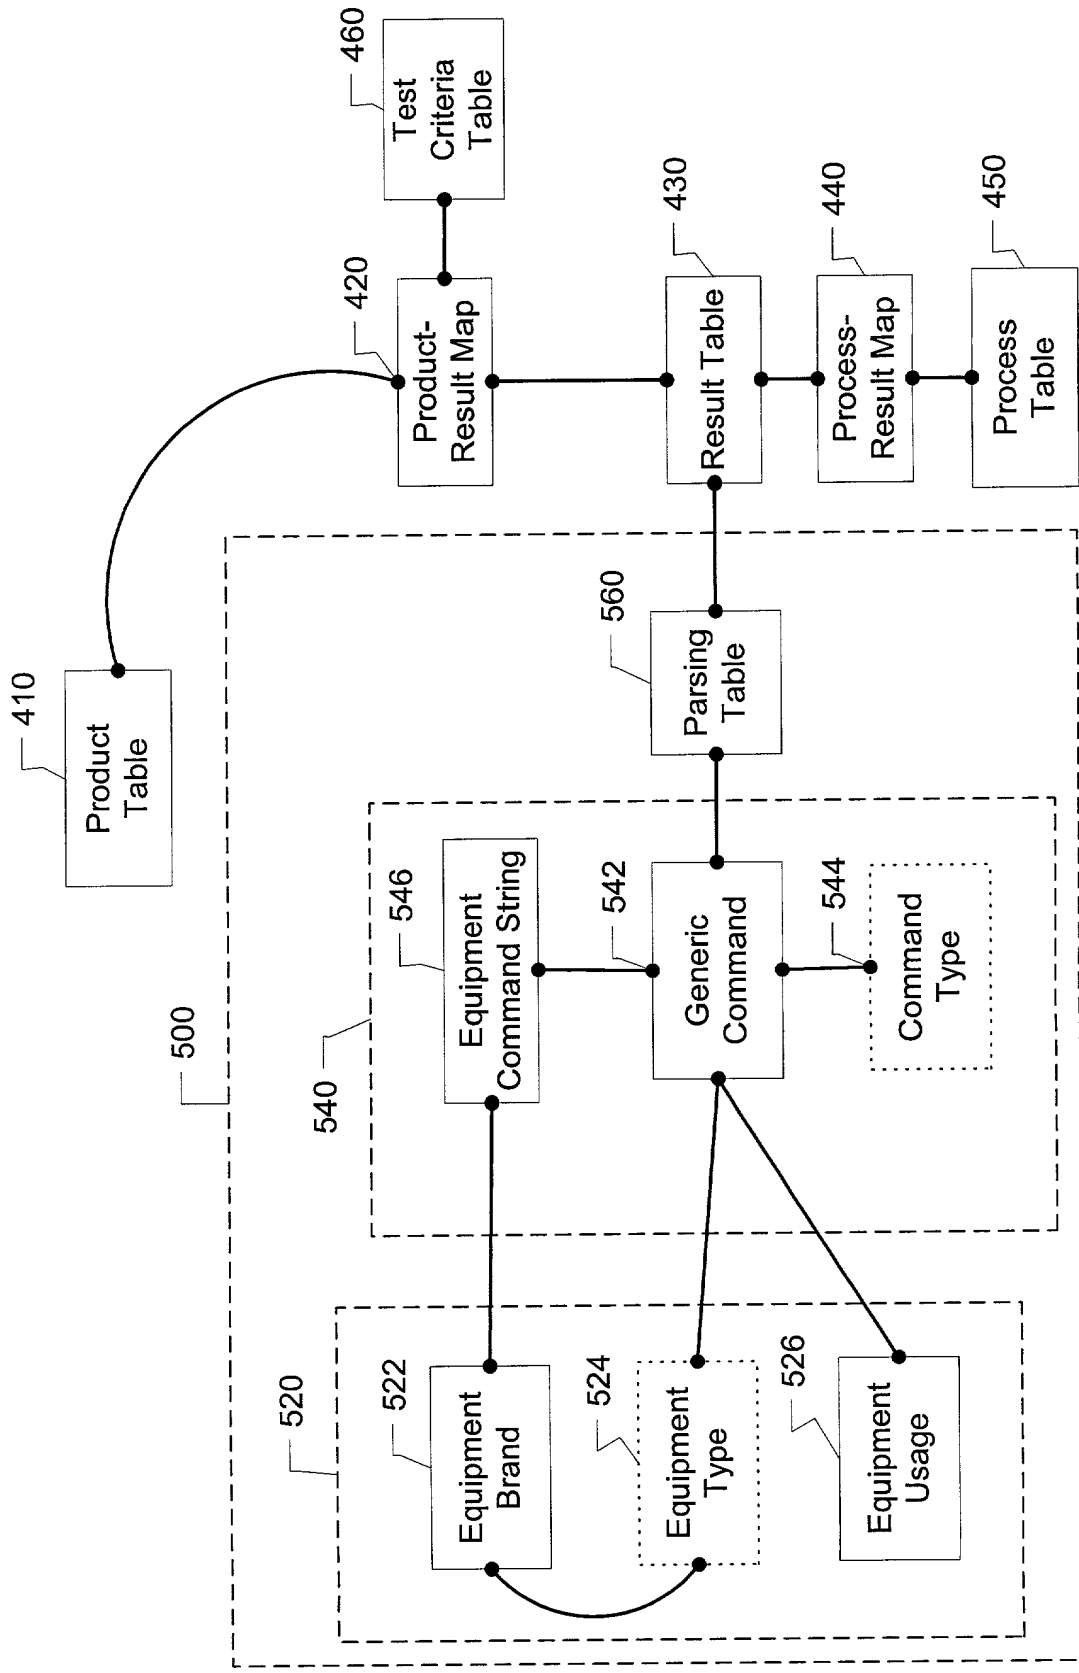 410
Product
Table
420
Product-
Result Map
460
Test
Criteria
Table
500
520
522
Equipment
Brand
524
Equipment
Type
526
Equipment
Usage
540
546
Equipment
Command String
542
Generic
Command
544
Command
Type
560
Parsing
Table
430
Result Table
440
Process-
Result Map
450
Process
Table